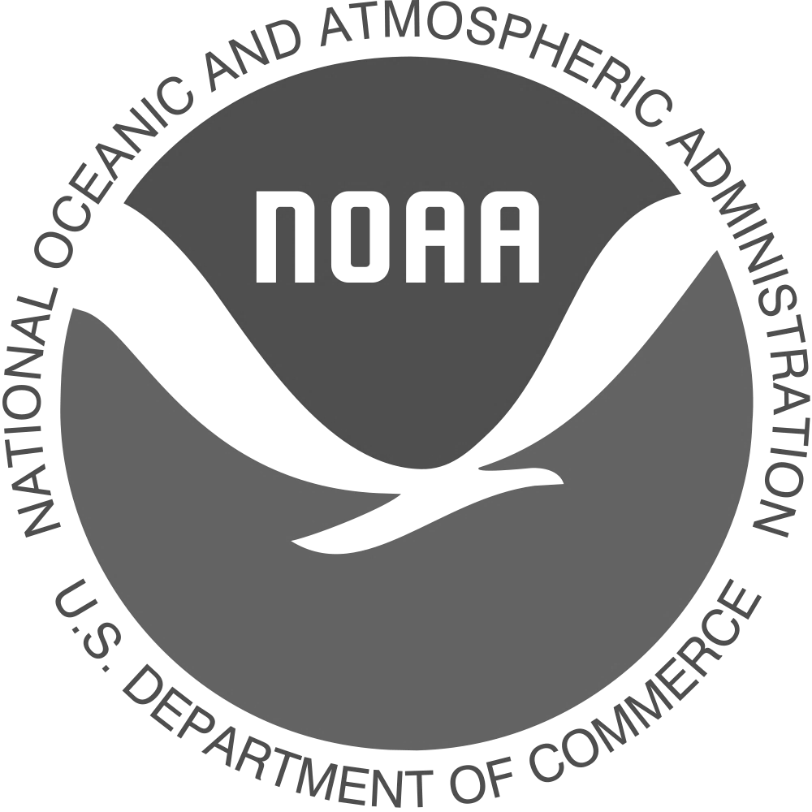 NATIONAL OCEANIC AND ATMOSPHERIC ADMINISTRATION
NOAA
U.S. DEPARTMENT OF COMMERCE